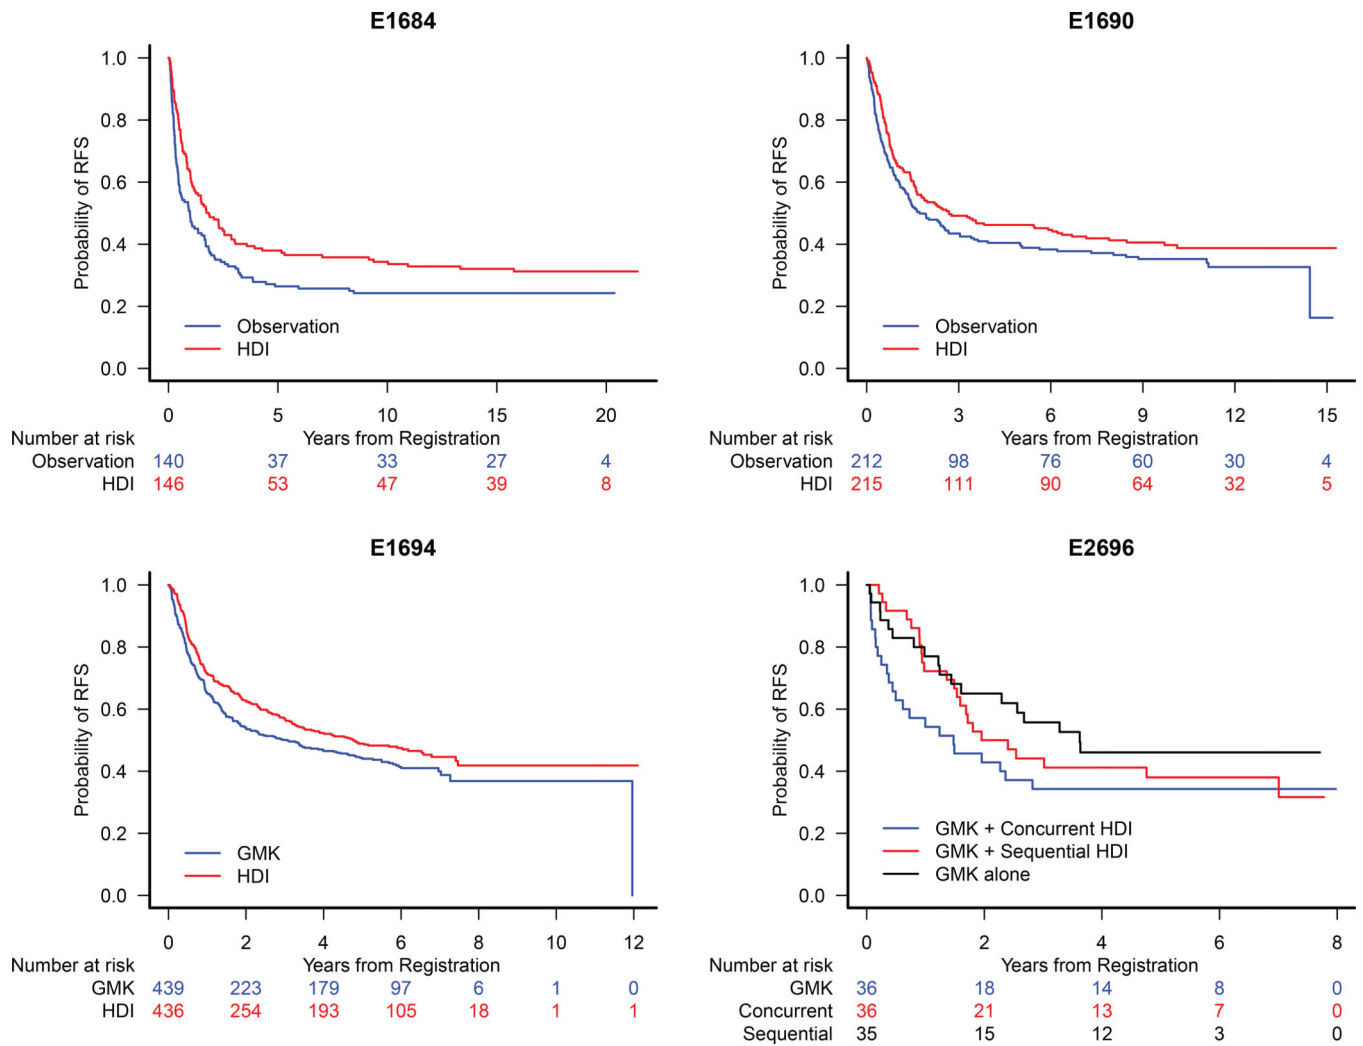 E1684
Probability of RFS
1.0
0.8
0.6
0.4
0.2
0.0
Observation
HDI
0 5 10 15 20
Number at risk Years from Registration
Observation 140 37 33 27 4
HDI 146 53 47 39 8
E1690
Probability of RFS
1.0
0.8
0.6
0.4
0.2
0.0
Observation
HDI
0 3 6 9 12 15
Number at risk Years from Registration
Observation 212 98 76 60 30 4
HDI 215 111 90 64 32 5
E1694
Probability of RFS
1.0
0.8
0.6
0.4
0.2
0.0
GMK
HDI
0 2 4 6 8 10 12
Number at risk Years from Registration
GMK 439 223 179 97 6 1 0
HDI 436 254 193 105 18 1 1
E2696
Probability of RFS
1.0
0.8
0.6
0.4
0.2
0.0
GMK + Concurrent HDI
GMK + Sequential HDI
GMK alone
0 2 4 6 8
Number at risk Years from Registration
GMK 36 18 14 8 0
Concurrent 36 21 13 7 0
Sequential 35 15 12 3 0